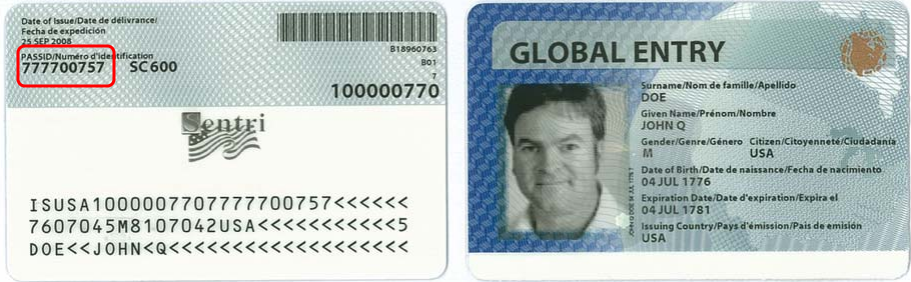 Date of Issue/Date de délivrance/
Fecha de expedición
25 SEP 2008
PASSID/Numéro d'identification
777700757 SC600
B18960763
B01
7
100000770
Sentri
ISUSA1000007707777700757<<<<<<
7607045M8107042USA<<<<<<<<<<<5
DOE<<JOHN<Q<<<<<<<<<<<<<<<<<<<
GLOBAL ENTRY
Surname/Nom de famille/Apellido
DOE
Given Name/Prénom/Nombre
JOHN Q
Gender/Genre/Género Citizen/Citoyenneté/Ciudadanía
M USA
Date of Birth/Date de naissance/Fecha de nacimiento
04 JUL 1776
Expiration Date/Date d'expiration/Expira el
04 JUL 1781
Issuing Country/Pays d'émission/País de emisión
USA